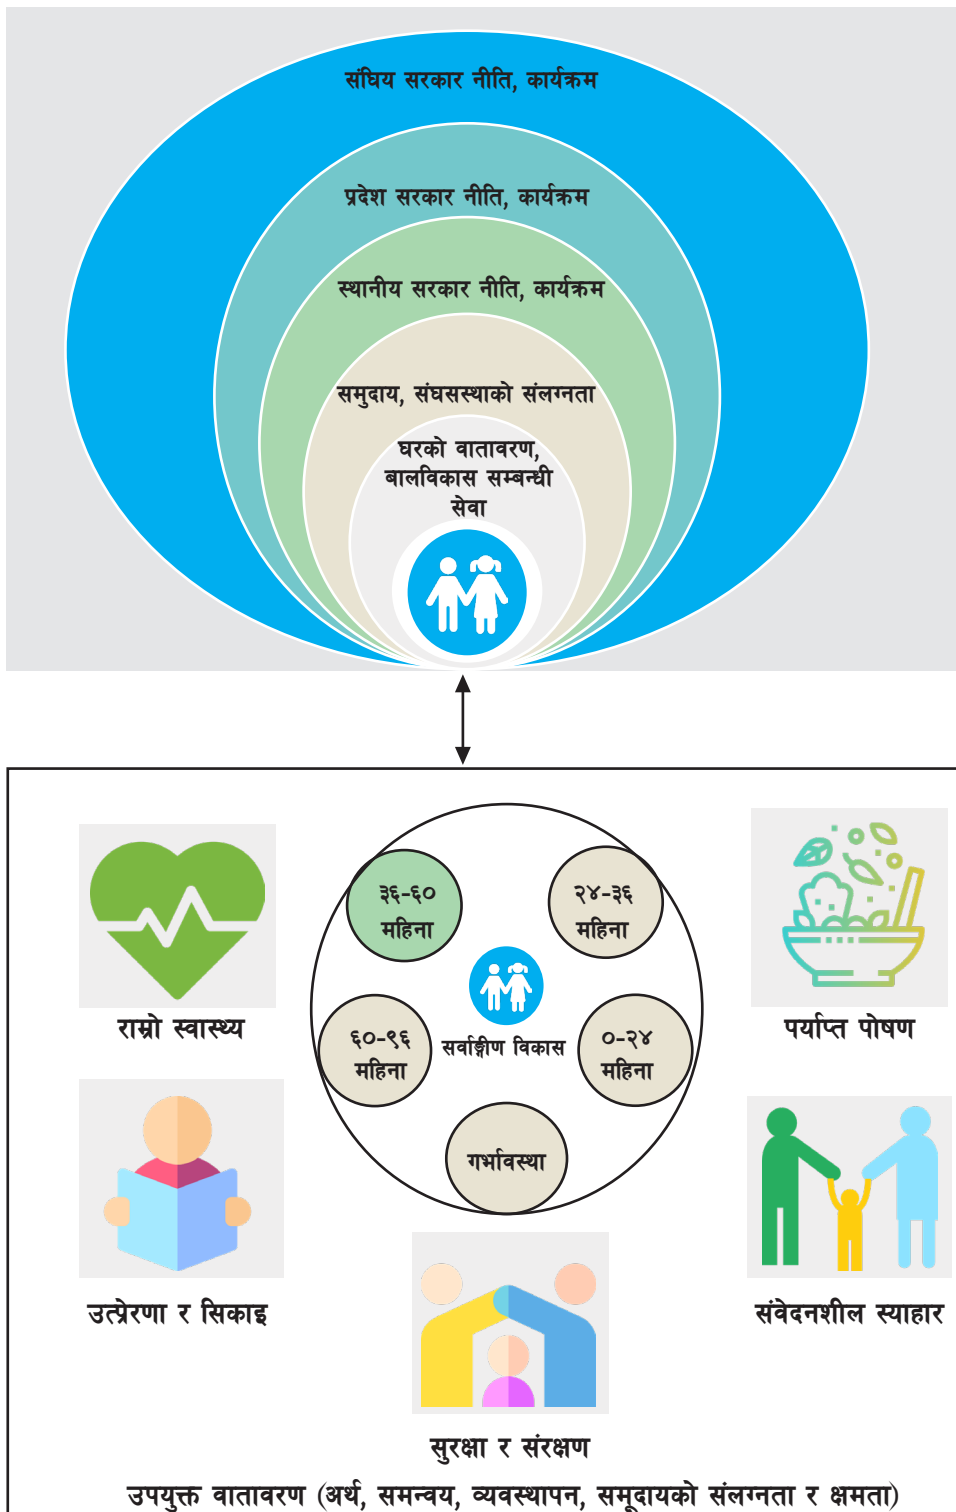 संघिय सरकार नीति, कार्यक्रम
प्रदेश सरकार नीति, कार्यक्रम
स्थानीय सरकार नीति, कार्यक्रम
समुदाय, संघसस्थाको संलग्नता
घरको वातावरण,
बालविकास सम्बन्धी
सेवा
३६-६०
महिना
२४-३६
महिना
राम्रो स्वास्थ्य
पर्याप्त पोषण
६०-९६
महिना
सर्वाङ्गीण विकास
०-२४
महिना
गर्भावस्था
उत्प्रेरणा र सिकाइ
संवेदनशील स्याहार
सुरक्षा र संरक्षण
उपयुक्त वातावरण (अर्थ, समन्वय, व्यवस्थापन, समूदायको संलग्नता र क्षमता)